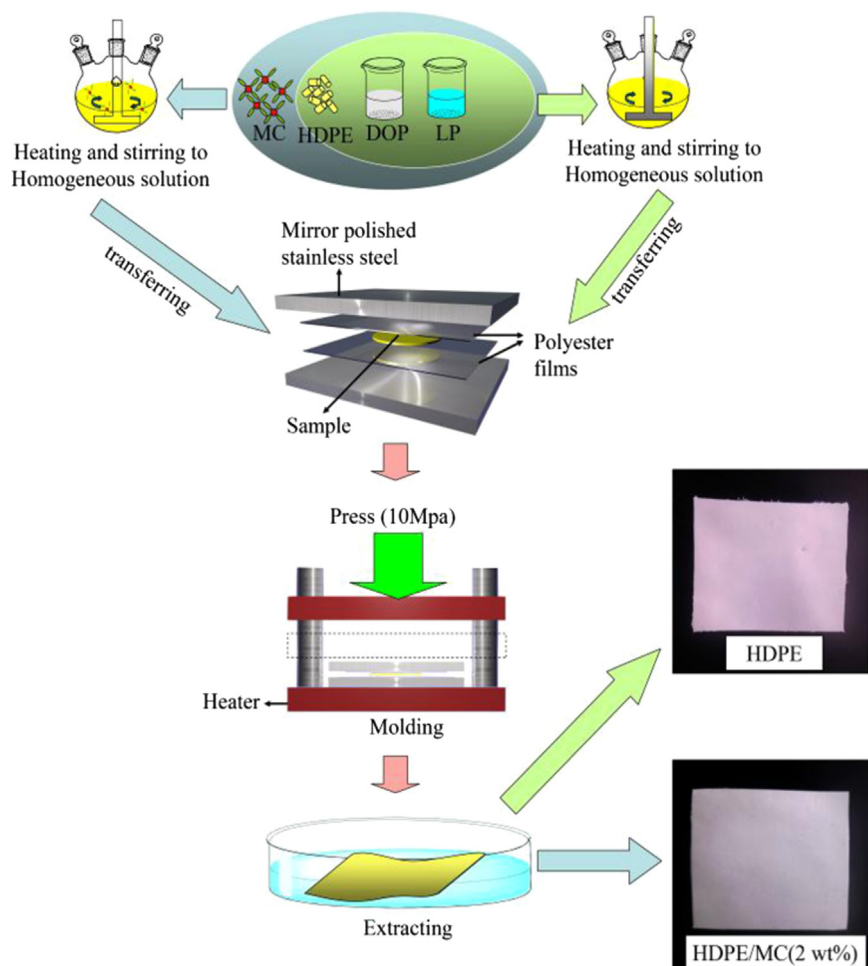 MC
HDPE
DOP
LP
Heating and stirring to
Homogeneous solution
Heating and stirring to
Homogeneous solution
transferring
transferring
Mirror polished
stainless steel
Polyester
films
Sample
Press (10Mpa)
Heater
Molding
HDPE
Extracting
HDPE/MC(2 wt%)